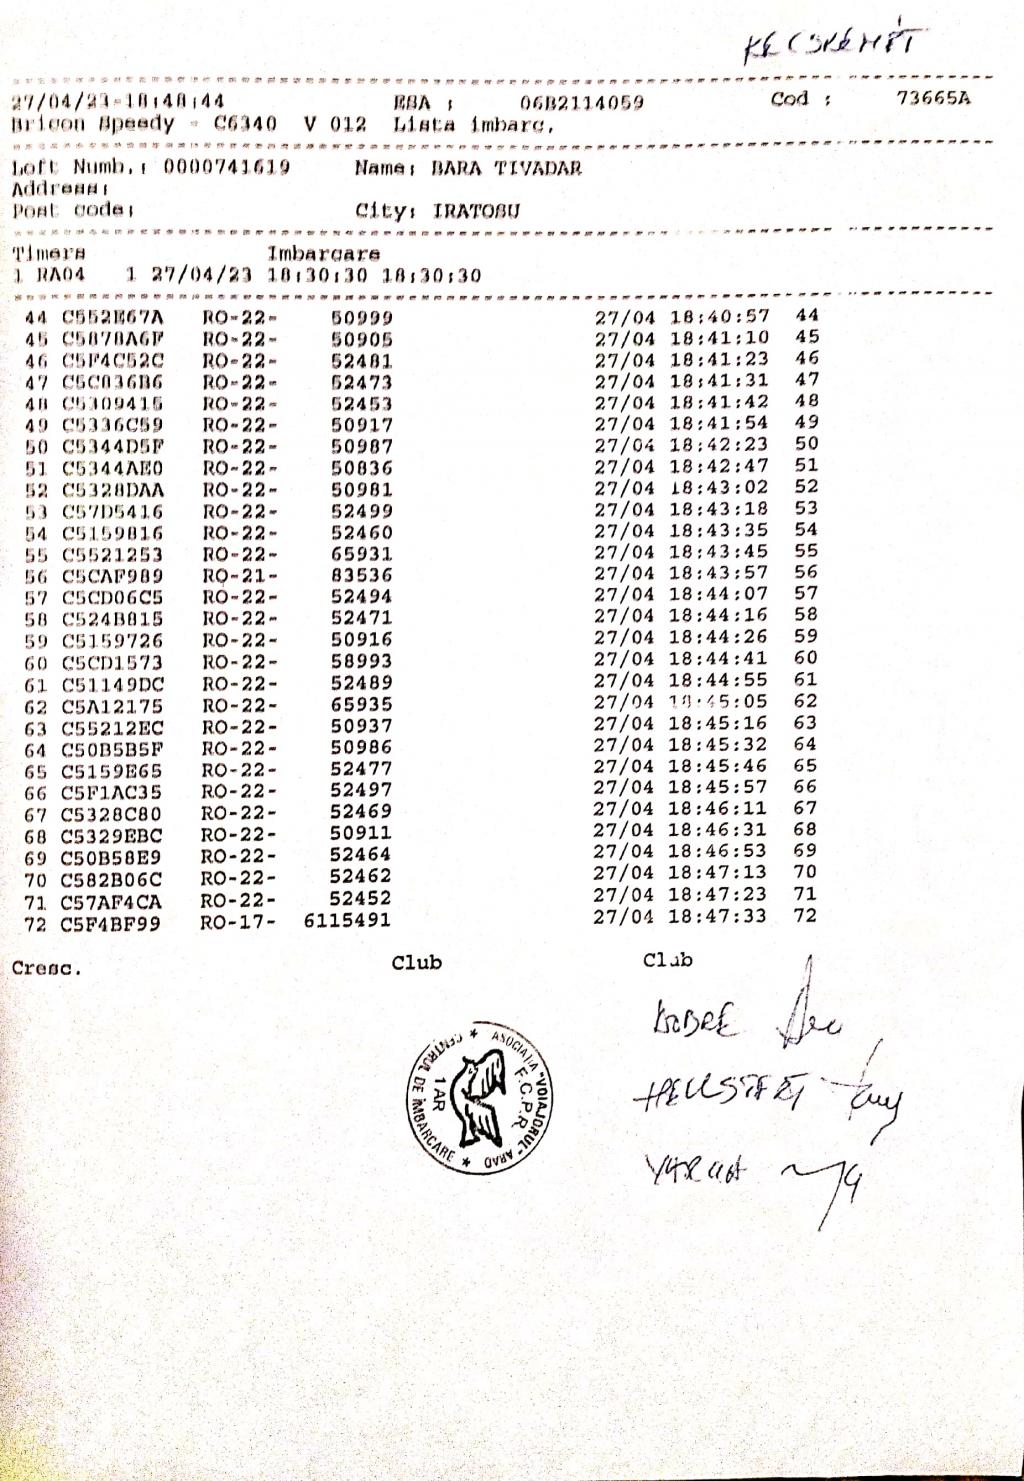 KECSKEMÉT
27/04/23-18:48:44 EBA : 06B2114059 Cod : 73665A
Bricon Speedy - C6340 V 012 Lista imbarc.
Loft Numb.: 0000741619 Name: BARA TIVADAR
Address:
Post code: City: IRATOSU
Timers Imbarcare
1 RA04 1 27/04/23 18:30:30 18:30:30
44 C552E67A RO-22- 50999 27/04 18:40:57 44
45 C5878A6F RO-22- 50905 27/04 18:41:10 45
46 C5F4C52C RO-22- 52481 27/04 18:41:23 46
47 C5C036B6 RO-22- 52473 27/04 18:41:31 47
48 C5309415 RO-22- 52453 27/04 18:41:42 48
49 C5336C59 RO-22- 50917 27/04 18:41:54 49
50 C5344D5F RO-22- 50987 27/04 18:42:23 50
51 C5344AE0 RO-22- 50836 27/04 18:42:47 51
52 C5328DAA RO-22- 50981 27/04 18:43:02 52
53 C57D5416 RO-22- 52499 27/04 18:43:18 53
54 C5159816 RO-22- 52460 27/04 18:43:35 54
55 C5521253 RO-22- 65931 27/04 18:43:45 55
56 C5CAF989 RO-21- 83536 27/04 18:43:57 56
57 C5CD06C5 RO-22- 52494 27/04 18:44:07 57
58 C524B815 RO-22- 52471 27/04 18:44:16 58
59 C5159726 RO-22- 50916 27/04 18:44:26 59
60 C5CD1573 RO-22- 58993 27/04 18:44:41 60
61 C51149DC RO-22- 52489 27/04 18:44:55 61
62 C5A12175 RO-22- 65935 27/04 18:45:05 62
63 C55212EC RO-22- 50937 27/04 18:45:16 63
64 C50B5B5F RO-22- 50986 27/04 18:45:32 64
65 C5159E65 RO-22- 52477 27/04 18:45:46 65
66 C5F1AC35 RO-22- 52497 27/04 18:45:57 66
67 C5328C80 RO-22- 52469 27/04 18:46:11 67
68 C5329EBC RO-22- 50911 27/04 18:46:31 68
69 C50B58E9 RO-22- 52464 27/04 18:46:53 69
70 C582B06C RO-22- 52462 27/04 18:47:13 70
71 C57AF4CA RO-22- 52452 27/04 18:47:23 71
72 C5F4BF99 RO-17- 6115491 27/04 18:47:33 72
Cresc. Club Club
DOBRE
ASOCIAŢIA "VOIAJORUL" ARAD
F.C.P.R.
1 AR
CENTRUL DE ÎMBARCARE